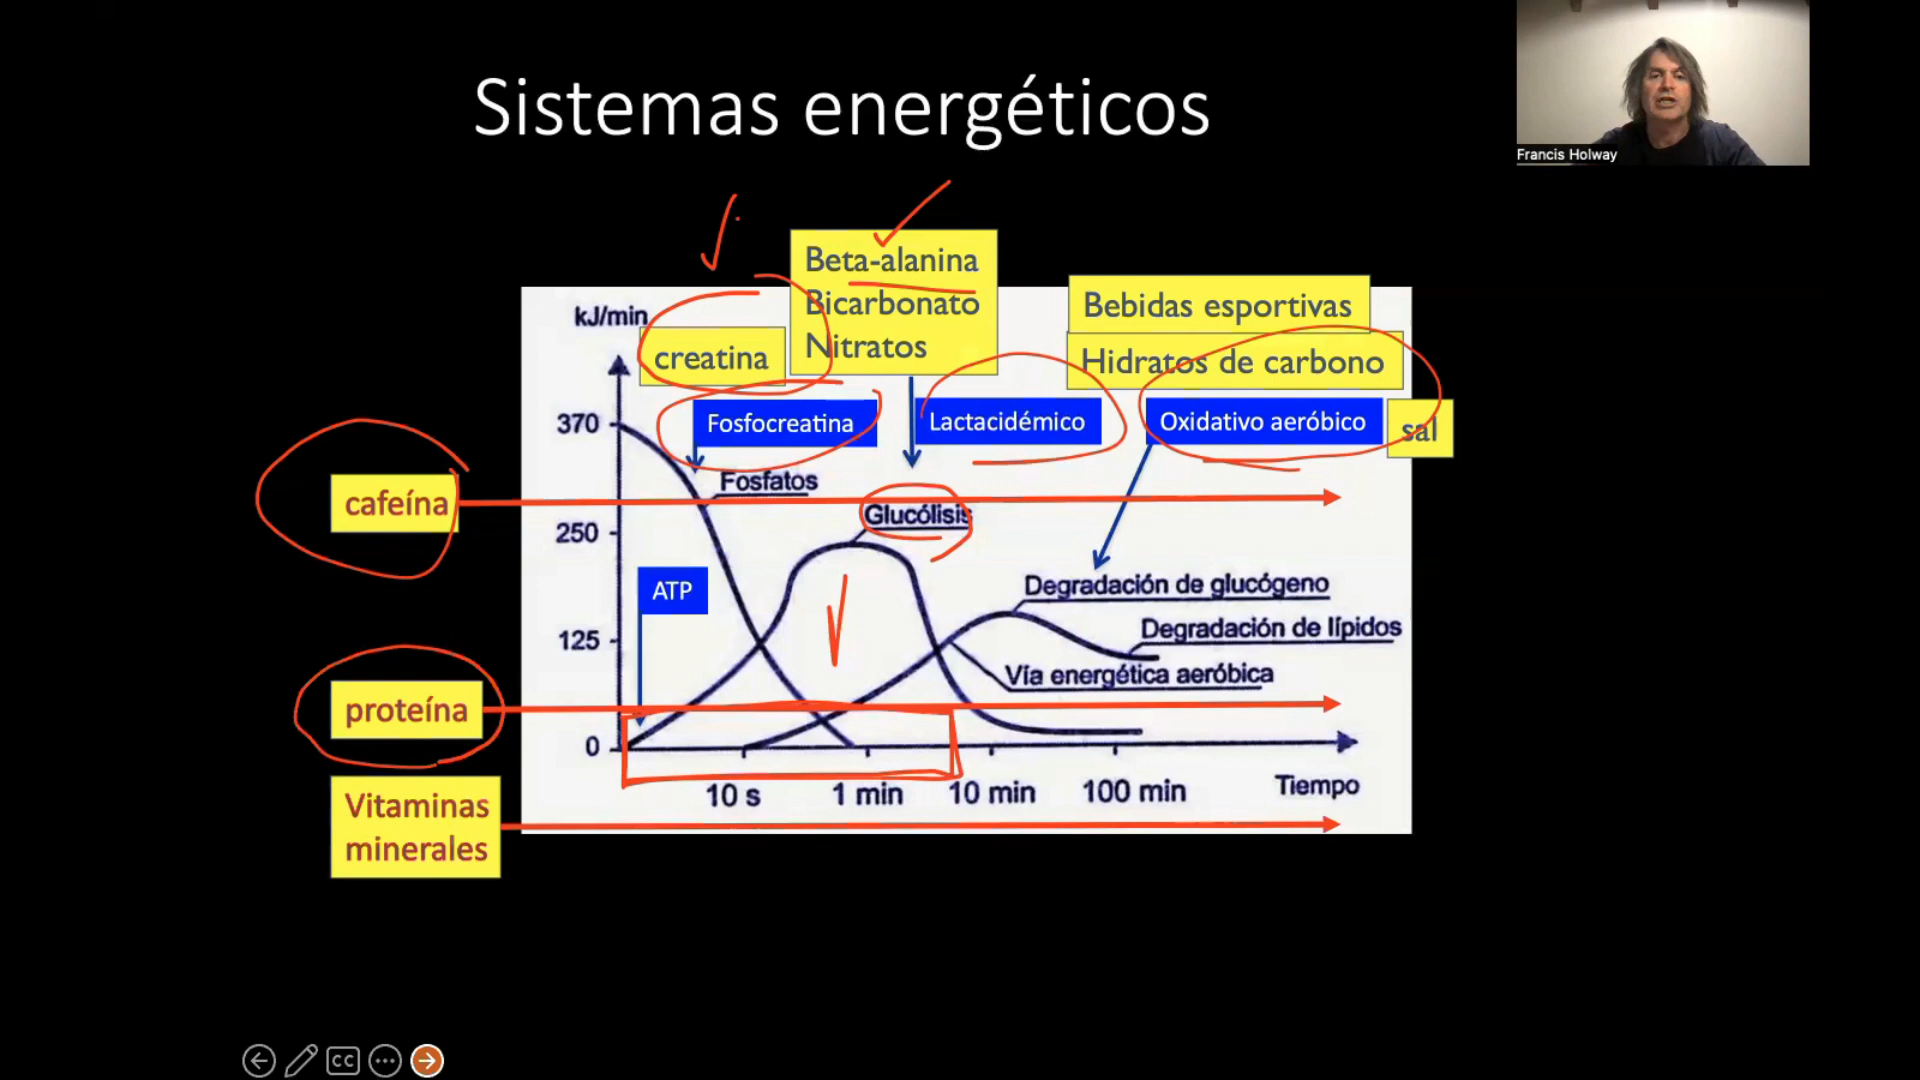 Sistemas energéticos
Francis Holway
Beta-alanina
Bicarbonato
Nitratos
Bebidas esportivas
Hidratos de carbono
kJ/min
creatina
Fosfocreatina
Lactacidémico
Oxidativo aeróbico
sal
370
Fosfatos
cafeína
Glucólisis
250
ATP
Degradación de glucógeno
125
Degradación de lípidos
Vía energética aeróbica
proteína
0
10 s
1 min
10 min
100 min
Tiempo
Vitaminas
minerales
CC